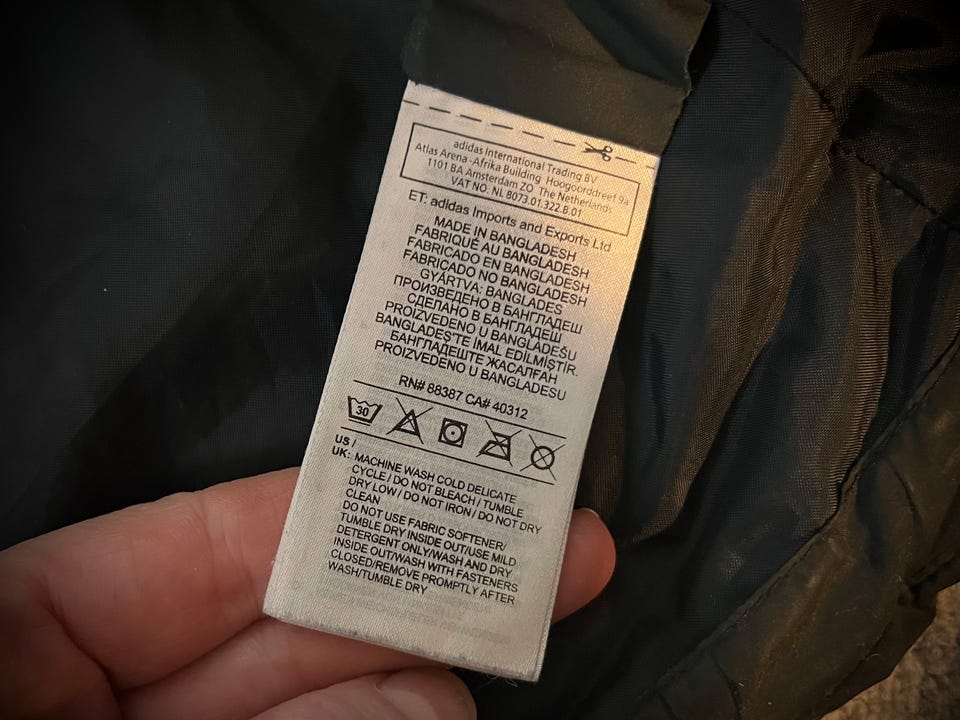 adidas International Trading BV
Atlas Arena -Afrika Building Hoogoorddreef 9a
1101 BA Amsterdam ZO The Netherlands
VAT NO. NL 8073.01.322.B.01
ET: adidas Imports and Exports Ltd
MADE IN BANGLADESH
FABRIQUÉ AU BANGLADESH
FABRICADO EN BANGLADESH
FABRICADO NO BANGLADESH
GYÁRTVA: BANGLADES
ПРОИЗВЕДЕНО В БАНГЛАДЕШ
СДЕЛАНО В БАНГЛАДЕШ
PROIZVEDENO U BANGLADEŠU
BANGLADEŞ'TE İMAL EDİLMİŞTİR.
БАНГЛАДЕШТЕ ЖАСАЛҒАН
PROIZVEDENO U BANGLADESU
RN# 88387 CA# 40312
30
US /
UK: MACHINE WASH COLD DELICATE
CYCLE / DO NOT BLEACH / TUMBLE
DRY LOW / DO NOT IRON / DO NOT DRY
CLEAN
DO NOT USE FABRIC SOFTENER/
TUMBLE DRY INSIDE OUT/USE MILD
DETERGENT ONLY/WASH AND DRY
INSIDE OUT/WASH WITH FASTENERS
CLOSED/REMOVE PROMPTLY AFTER
WASH/TUMBLE DRY